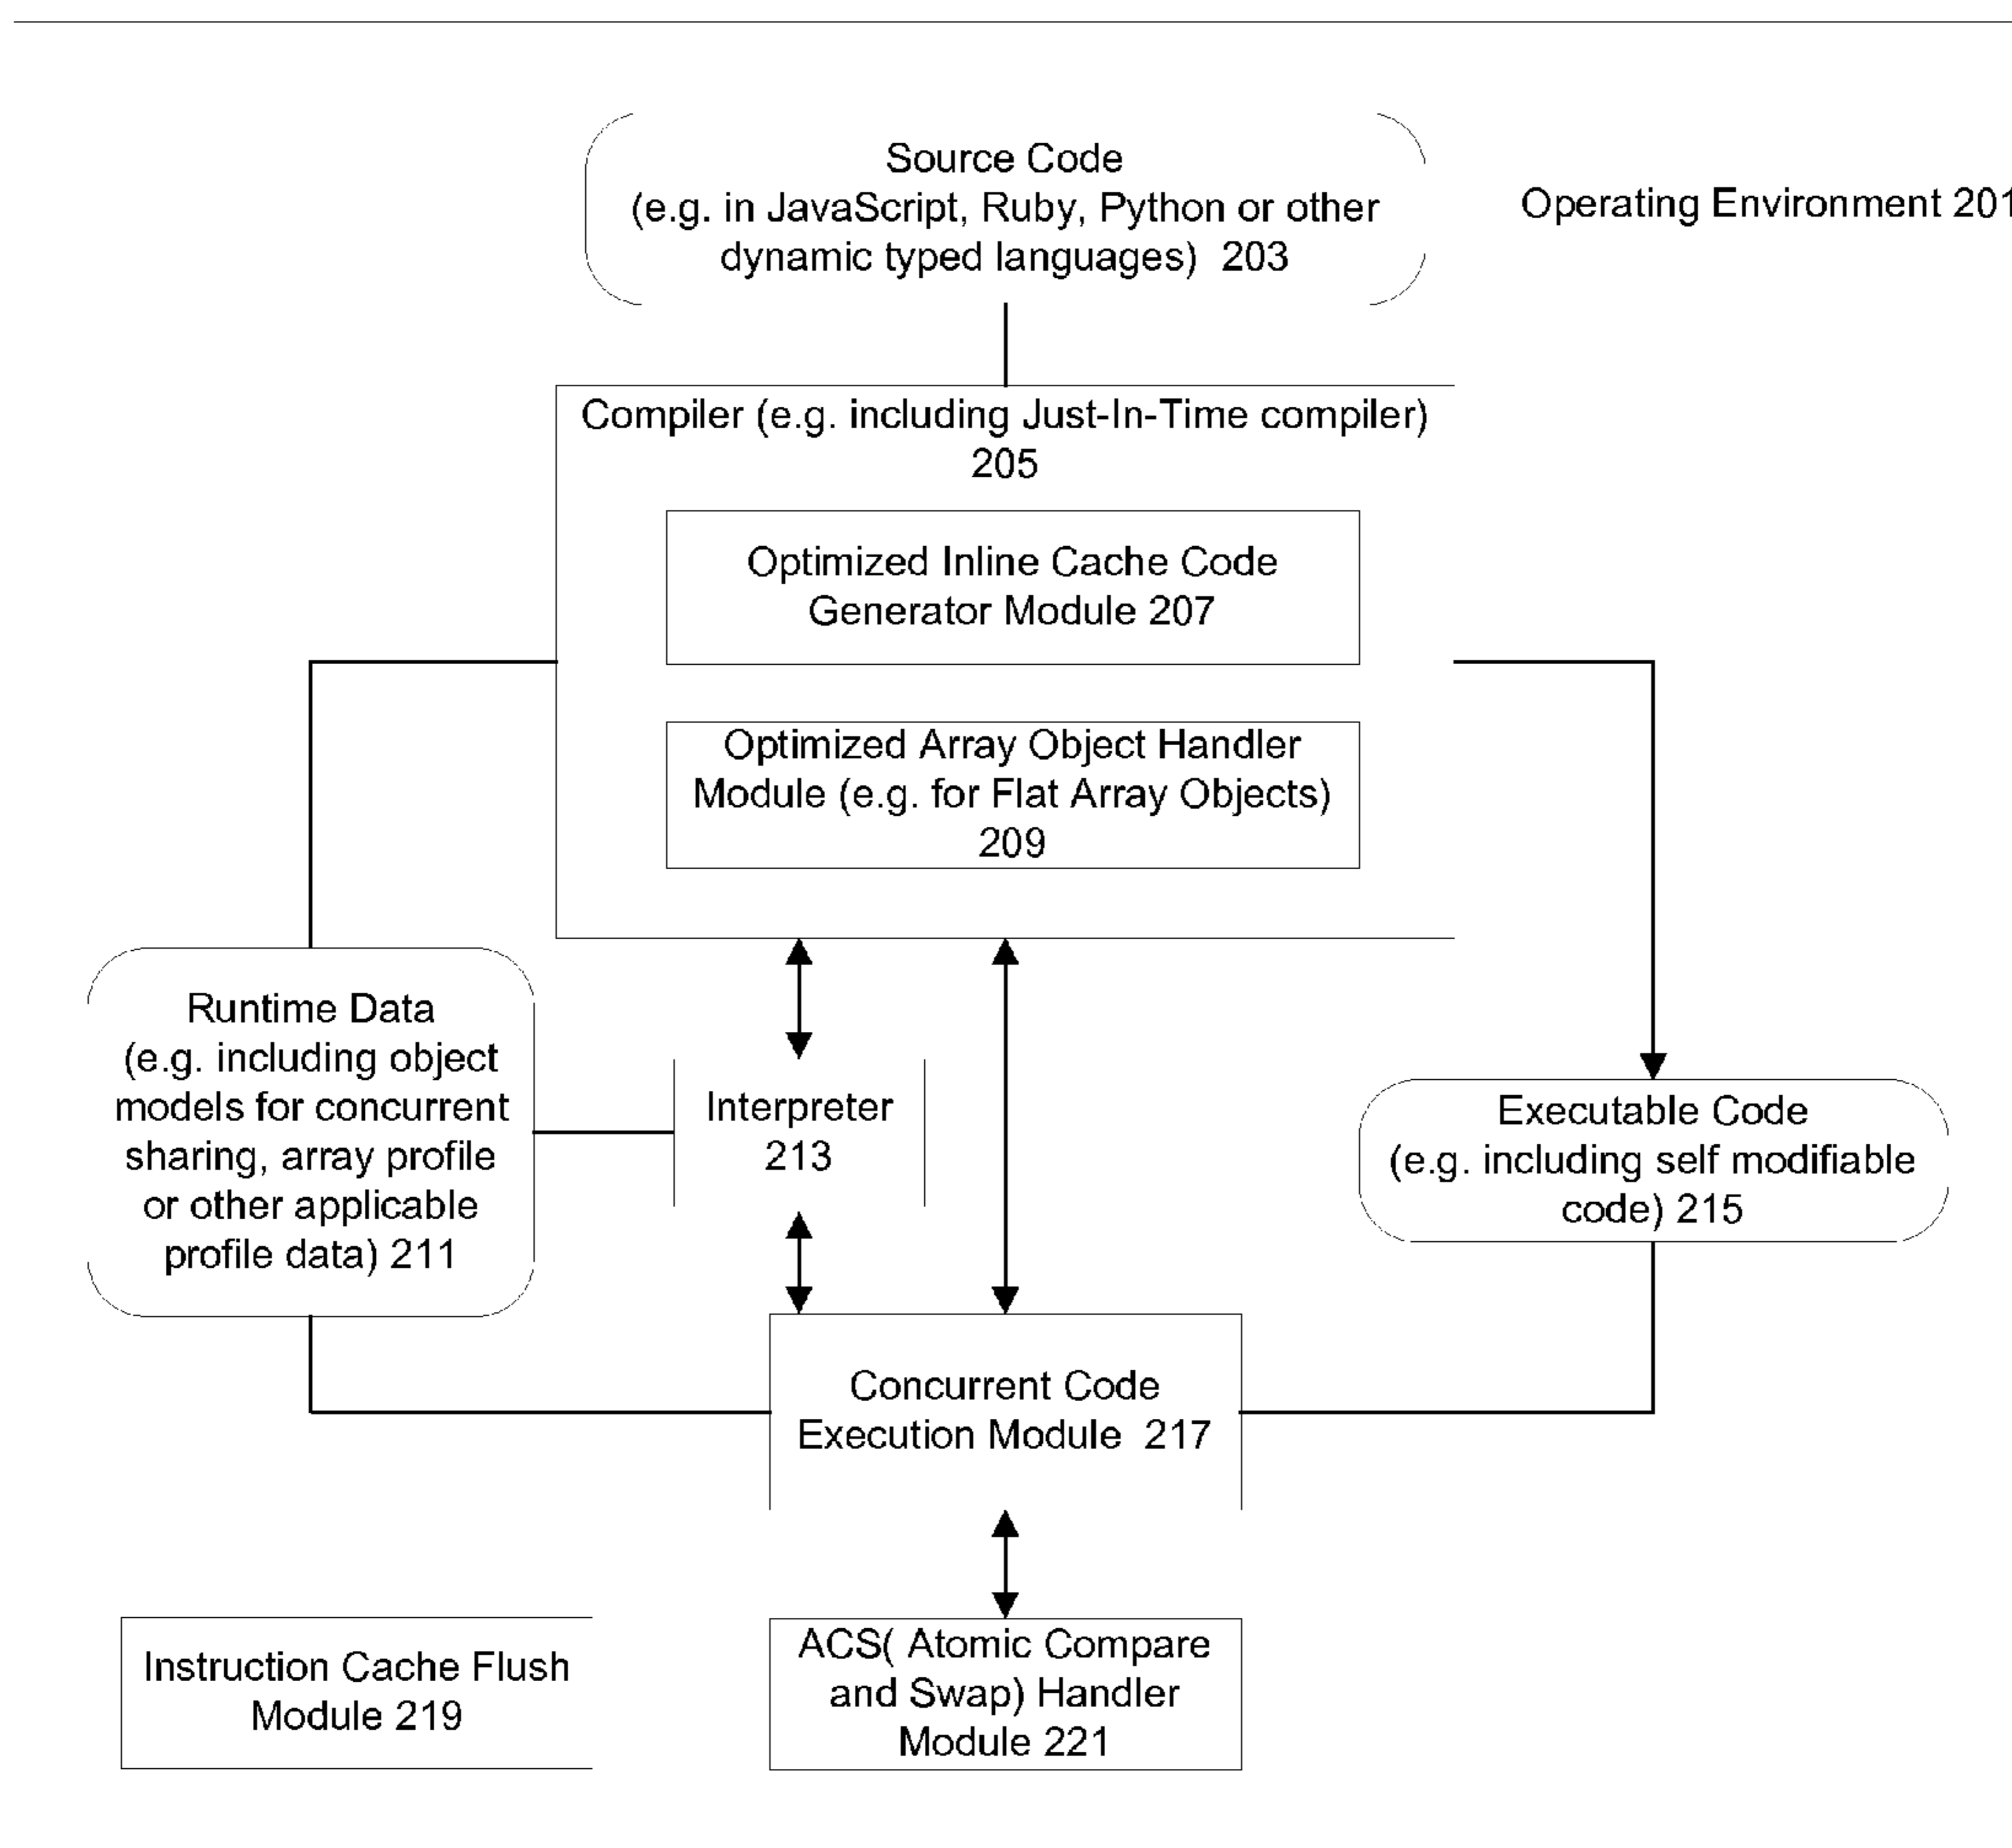 Source Code
(e.g. in JavaScript, Ruby, Python or other
dynamic typed languages) 203
Operating Environment 201
Compiler (e.g. including Just-In-Time compiler)
205
Optimized Inline Cache Code
Generator Module 207
Optimized Array Object Handler
Module (e.g. for Flat Array Objects)
209
Runtime Data
(e.g. including object
models for concurrent
sharing, array profile
or other applicable
profile data) 211
Interpreter
213
Executable Code
(e.g. including self modifiable
code) 215
Concurrent Code
Execution Module 217
Instruction Cache Flush
Module 219
ACS( Atomic Compare
and Swap) Handler
Module 221